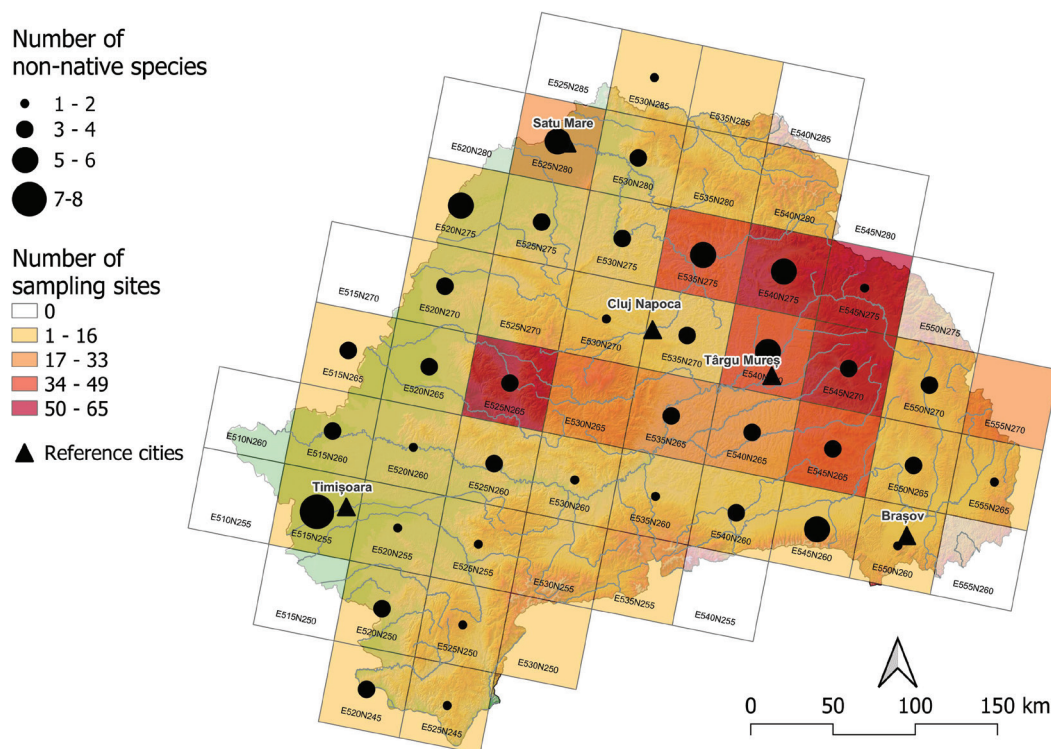 Number of
non-native species
1 - 2
3 - 4
5 - 6
7-8
Number of
sampling sites
0
1 - 16
17 - 33
34 - 49
50 - 65
Reference cities
E525N285
E530N285
E535N285
E540N285
Satu Mare
E520N280
E525N280
E530N280
E535N280
E540N280
E545N280
E520N275
E525N275
E530N275
E535N275
E540N275
E545N275
E550N275
Cluj Napoca
E515N270
E520N270
E525N270
E530N270
E535N270
Târgu Mureș
E545N270
E550N270
E555N270
E515N265
E520N265
E525N265
E530N265
E535N265
E540N265
E545N265
E550N265
E555N265
E510N260
E515N260
E520N260
E525N260
E530N260
E535N260
E540N260
E545N260
Brașov
E550N260
E555N260
Timișoara
E510N255
E515N255
E520N255
E525N255
E530N255
E535N255
E540N255
E515N250
E520N250
E525N250
E530N250
E520N245
E525N245
0 50 100 150 km